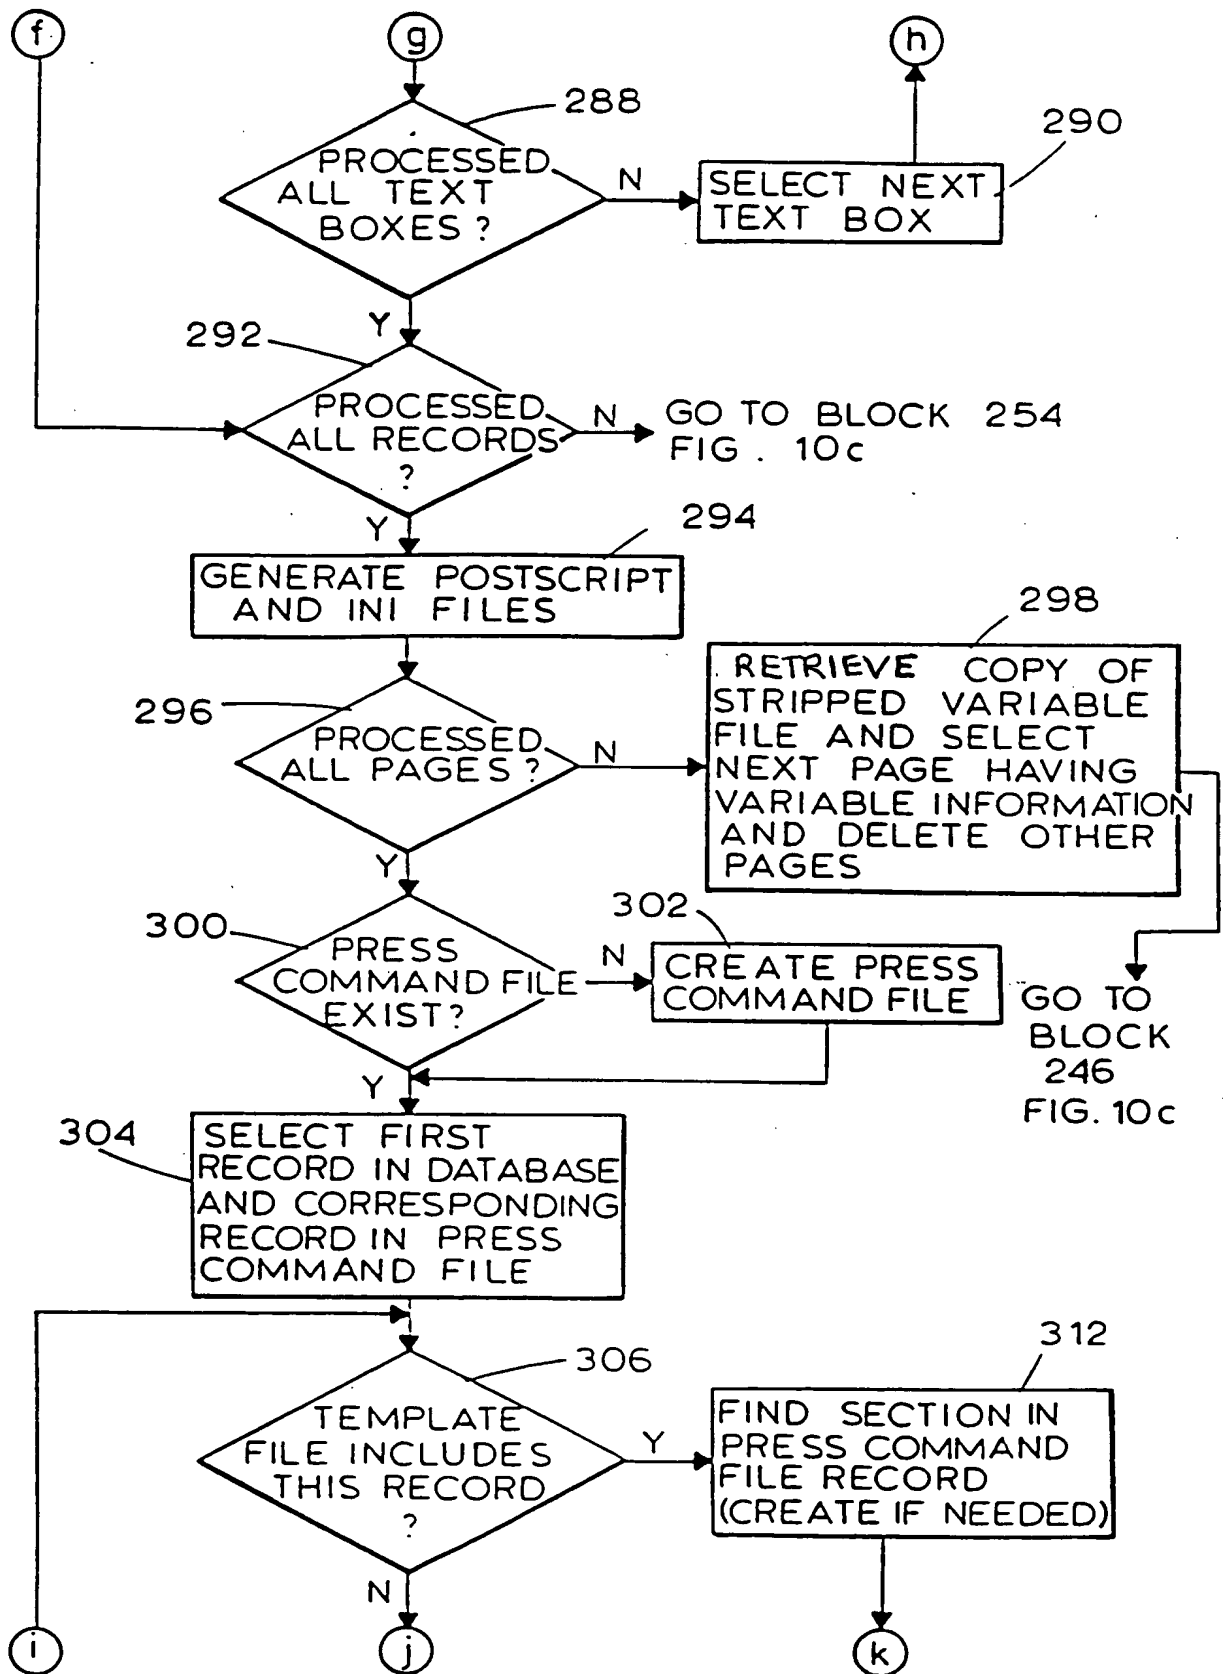 f
g
h
288
PROCESSED
ALL TEXT
BOXES ?
N
290
SELECT NEXT
TEXT BOX
Y
292
PROCESSED
ALL RECORDS
?
N
GO TO BLOCK 254
FIG. 10c
Y
294
GENERATE POSTSCRIPT
AND INI FILES
296
PROCESSED
ALL PAGES ?
N
298
RETRIEVE COPY OF
STRIPPED VARIABLE
FILE AND SELECT
NEXT PAGE HAVING
VARIABLE INFORMATION
AND DELETE OTHER
PAGES
Y
300
PRESS
COMMAND FILE
EXIST ?
N
302
CREATE PRESS
COMMAND FILE
GO TO
BLOCK
246
FIG. 10c
Y
304
SELECT FIRST
RECORD IN DATABASE
AND CORRESPONDING
RECORD IN PRESS
COMMAND FILE
306
TEMPLATE
FILE INCLUDES
THIS RECORD
?
Y
312
FIND SECTION IN
PRESS COMMAND
FILE RECORD
(CREATE IF NEEDED)
N
i
j
k